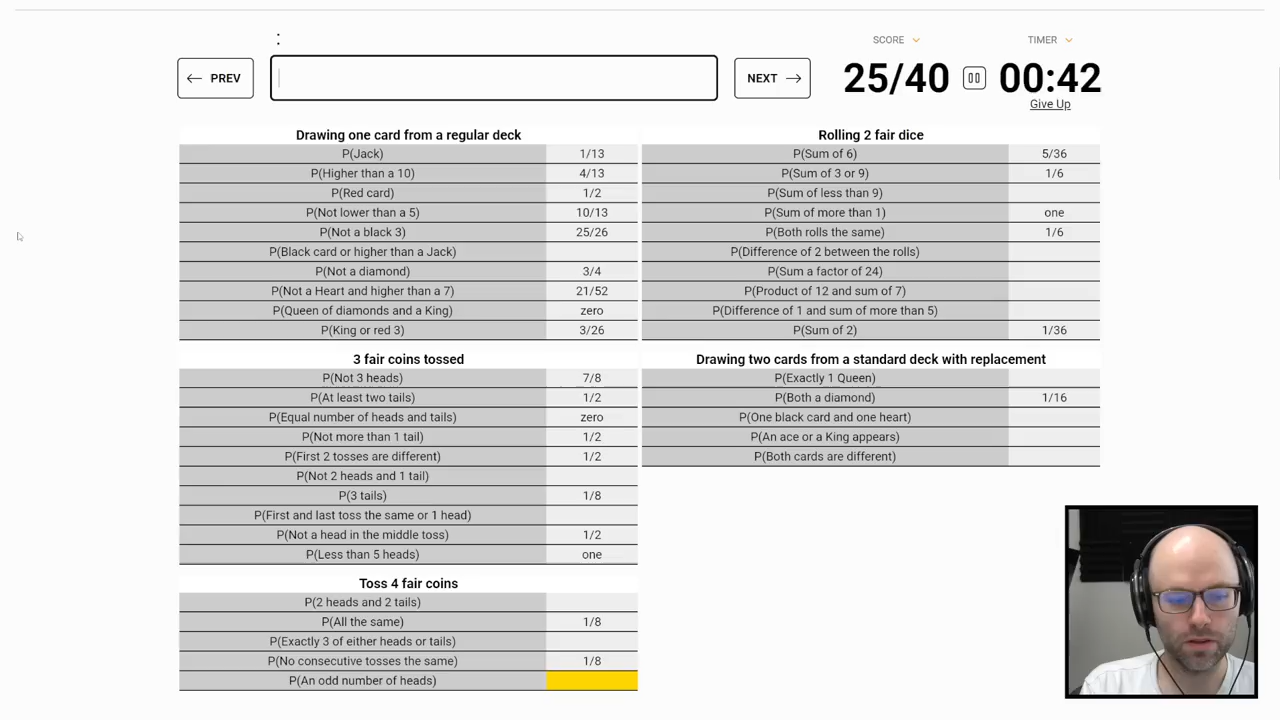 :
SCORE
TIMER
← PREV
NEXT →
25/40
00:42
Give Up
Drawing one card from a regular deck
P(Jack) 1/13
P(Higher than a 10) 4/13
P(Red card) 1/2
P(Not lower than a 5) 10/13
P(Not a black 3) 25/26
P(Black card or higher than a Jack)
P(Not a diamond) 3/4
P(Not a Heart and higher than a 7) 21/52
P(Queen of diamonds and a King) zero
P(King or red 3) 3/26
3 fair coins tossed
P(Not 3 heads) 7/8
P(At least two tails) 1/2
P(Equal number of heads and tails) zero
P(Not more than 1 tail) 1/2
P(First 2 tosses are different) 1/2
P(Not 2 heads and 1 tail)
P(3 tails) 1/8
P(First and last toss the same or 1 head)
P(Not a head in the middle toss) 1/2
P(Less than 5 heads) one
Toss 4 fair coins
P(2 heads and 2 tails)
P(All the same) 1/8
P(Exactly 3 of either heads or tails)
P(No consecutive tosses the same) 1/8
P(An odd number of heads)
Rolling 2 fair dice
P(Sum of 6) 5/36
P(Sum of 3 or 9) 1/6
P(Sum of less than 9)
P(Sum of more than 1) one
P(Both rolls the same) 1/6
P(Difference of 2 between the rolls)
P(Sum a factor of 24)
P(Product of 12 and sum of 7)
P(Difference of 1 and sum of more than 5)
P(Sum of 2) 1/36
Drawing two cards from a standard deck with replacement
P(Exactly 1 Queen)
P(Both a diamond) 1/16
P(One black card and one heart)
P(An ace or a King appears)
P(Both cards are different)